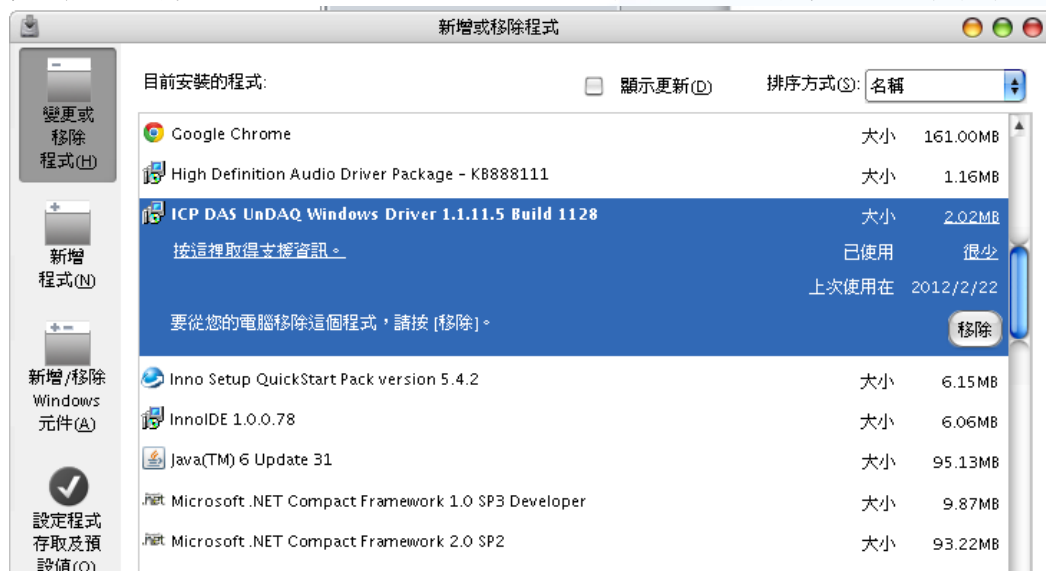 新增或移除程式
變更或
移除
程式(H)
新增
程式(N)
新增/移除
Windows
元件(A)
設定程式
存取及預
設值(O)
目前安裝的程式:
顯示更新(D)
排序方式(S): 名稱
Google Chrome 大小 161.00MB
High Definition Audio Driver Package - KB888111 大小 1.16MB
ICP DAS UnDAQ Windows Driver 1.1.11.5 Build 1128 大小 2.02MB
按這裡取得支援資訊。 已使用 很少
上次使用在 2012/2/22
要從您的電腦移除這個程式，請按 [移除]。 移除
Inno Setup QuickStart Pack version 5.4.2 大小 6.15MB
InnoIDE 1.0.0.78 大小 6.06MB
Java(TM) 6 Update 31 大小 95.13MB
.net Microsoft .NET Compact Framework 1.0 SP3 Developer 大小 9.87MB
.net Microsoft .NET Compact Framework 2.0 SP2 大小 93.22MB